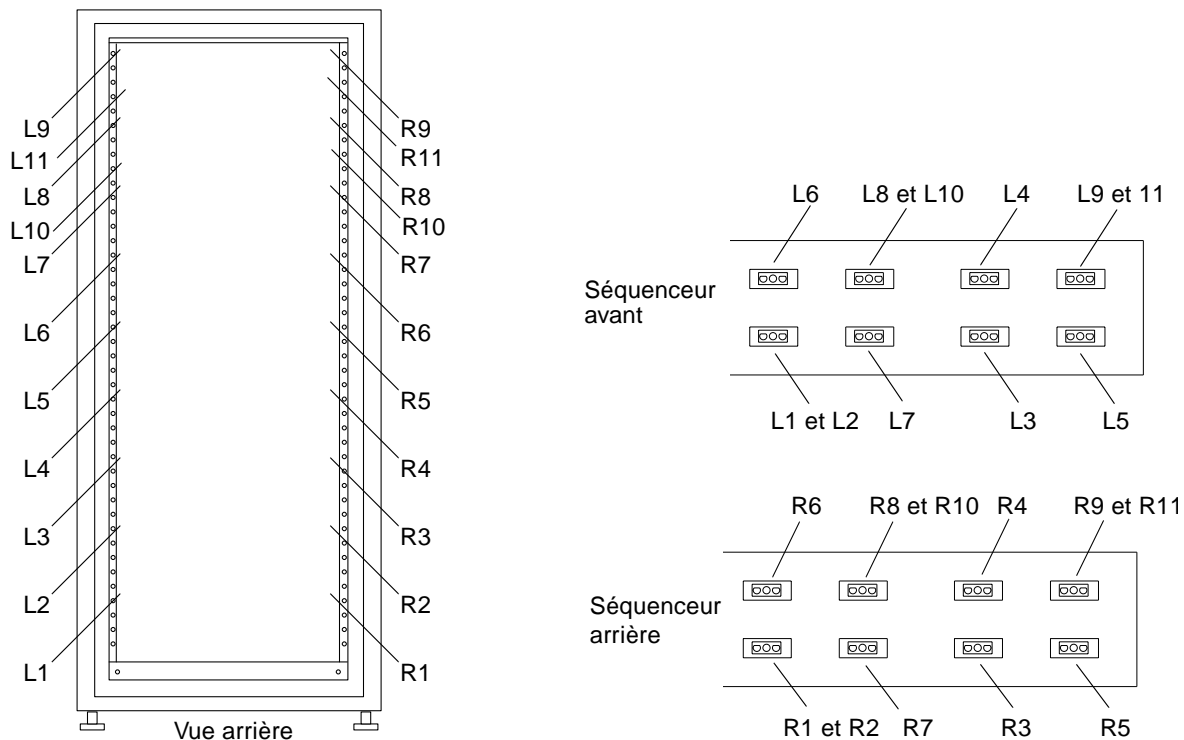 L9
L11
L8
L10
L7
L6
L5
L4
L3
L2
L1
R9
R11
R8
R10
R7
R6
R5
R4
R3
R2
R1
Vue arrière
L6 L8 et L10 L4 L9 et 11
Séquenceur
avant
L1 et L2 L7 L3 L5
R6 R8 et R10 R4 R9 et R11
Séquenceur
arrière
R1 et R2 R7 R3 R5